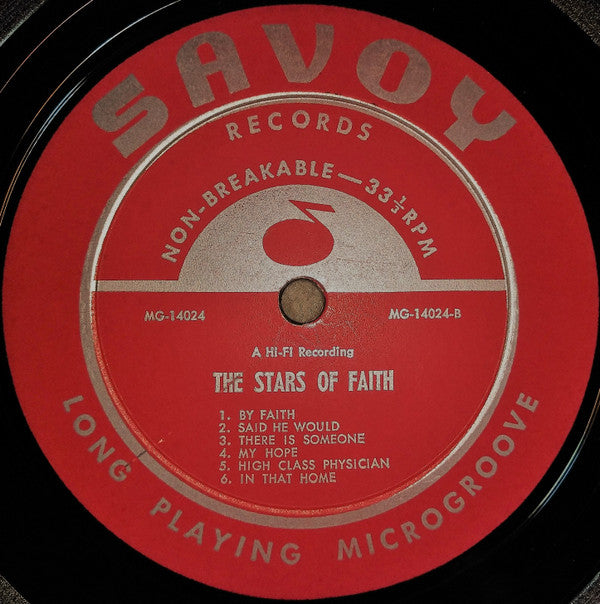 SAVOY
RECORDS
NON-BREAKABLE—33⅓RPM
MG-14024
MG-14024-B
A Hi-Fi Recording
THE STARS OF FAITH
1. BY FAITH
2. SAID HE WOULD
3. THERE IS SOMEONE
4. MY HOPE
5. HIGH CLASS PHYSICIAN
6. IN THAT HOME
LONG PLAYING MICROGROOVE